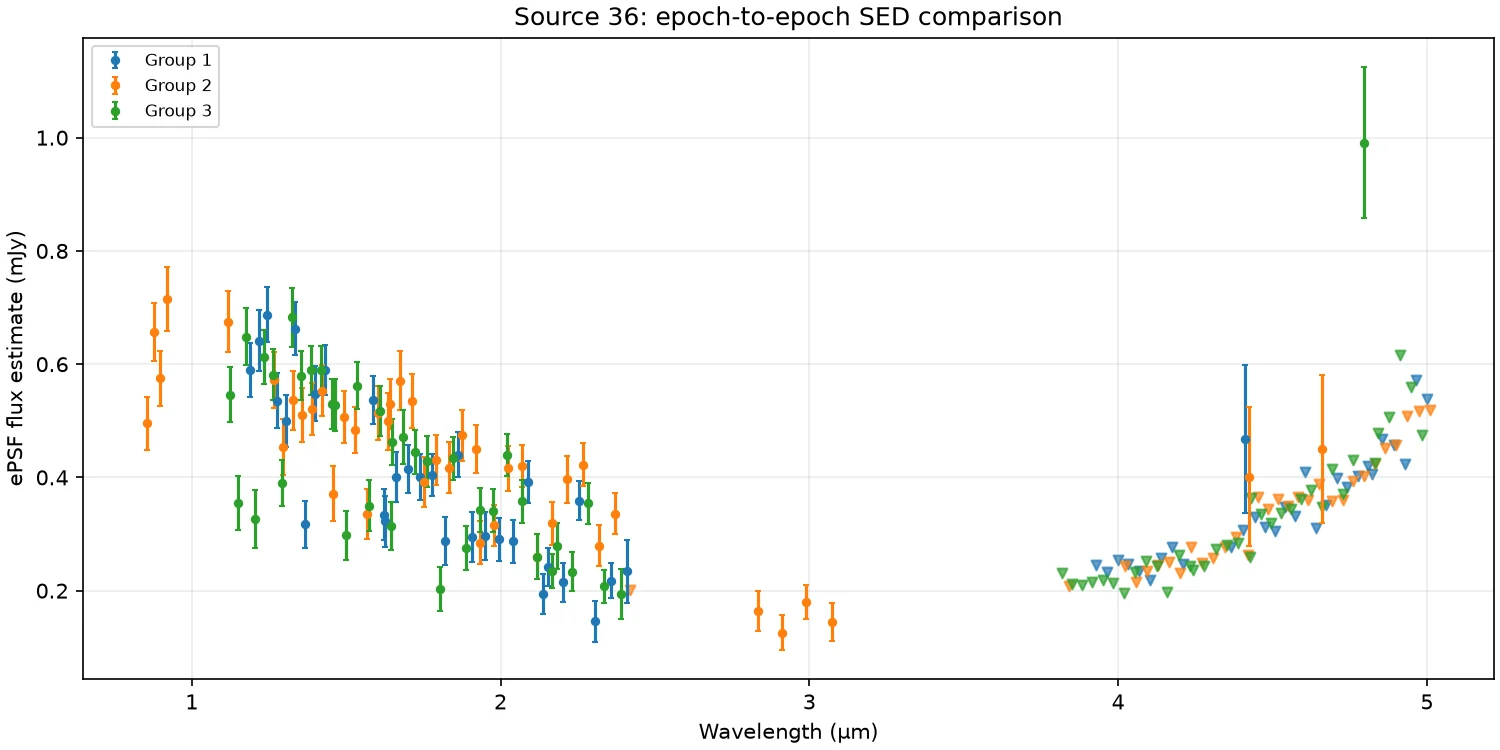 Source 36: epoch-to-epoch SED comparison
Group 1
Group 2
Group 3
ePSF flux estimate (mJy)
1.0
0.8
0.6
0.4
0.2
1 2 3 4 5
Wavelength (μm)